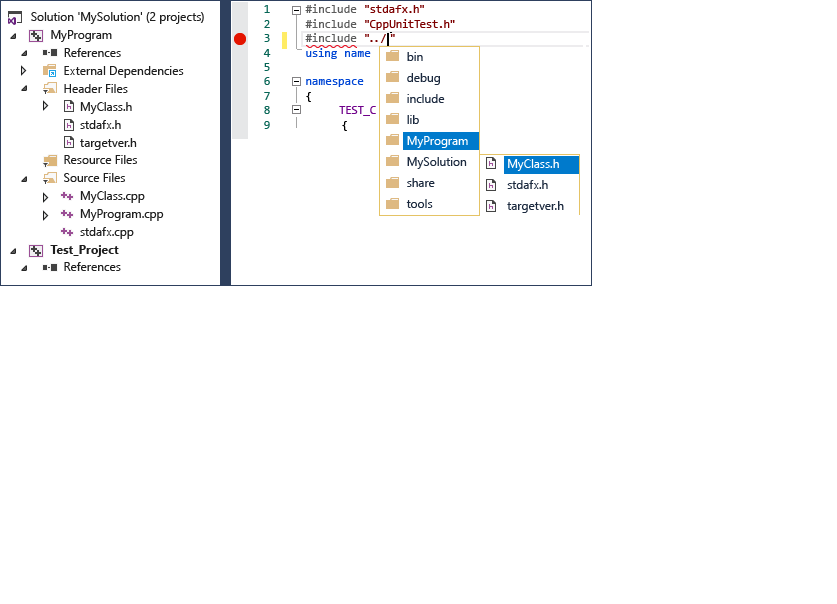 Solution 'MySolution' (2 projects)
MyProgram
References
External Dependencies
Header Files
MyClass.h
stdafx.h
targetver.h
Resource Files
Source Files
MyClass.cpp
MyProgram.cpp
stdafx.cpp
Test_Project
References
1 #include "stdafx.h"
2 #include "CppUnitTest.h"
3 #include "../"
4 using name
5
6 namespace
7 {
8 TEST_C
9 {
bin
debug
include
lib
MyProgram
MySolution
share
tools
MyClass.h
stdafx.h
targetver.h